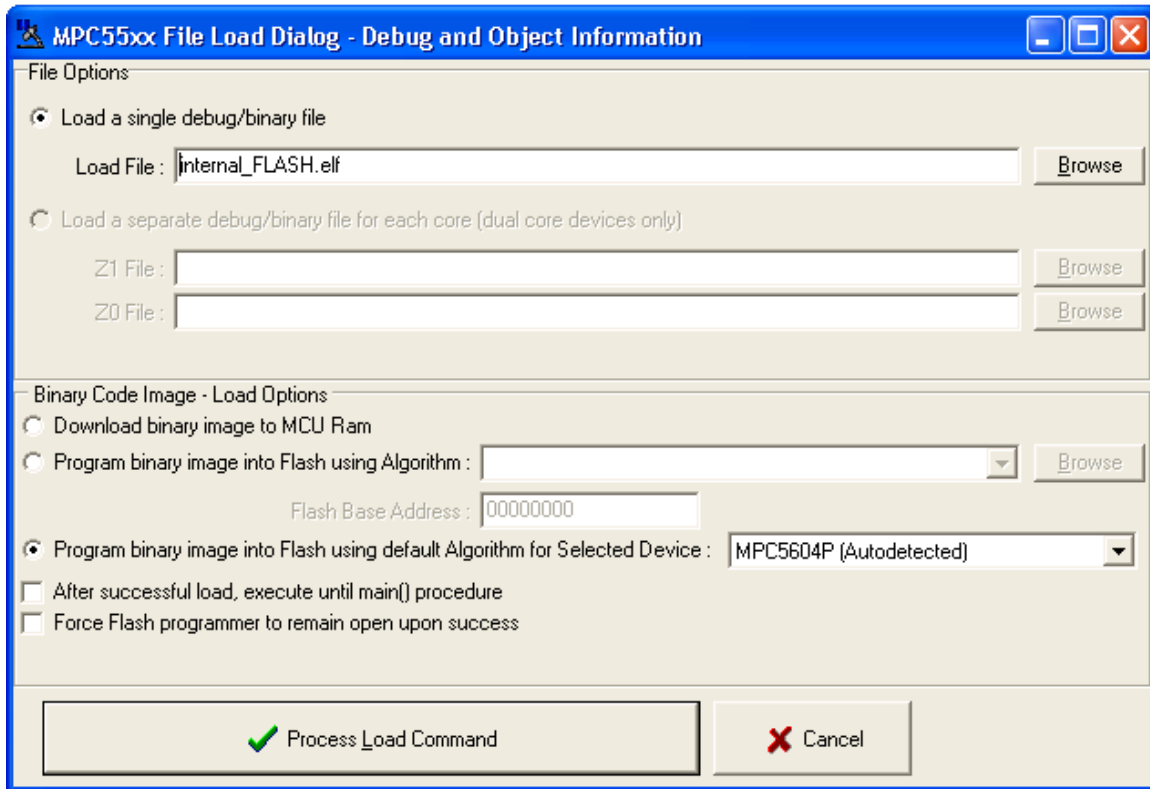 MPC55xx File Load Dialog - Debug and Object Information
File Options
Load a single debug/binary file
Load File : internal_FLASH.elf Browse
Load a separate debug/binary file for each core (dual core devices only)
Z1 File : Browse
Z0 File : Browse
Binary Code Image - Load Options
Download binary image to MCU Ram
Program binary image into Flash using Algorithm : Browse
Flash Base Address : 00000000
Program binary image into Flash using default Algorithm for Selected Device : MPC5604P (Autodetected)
After successful load, execute until main() procedure
Force Flash programmer to remain open upon success
Process Load Command Cancel